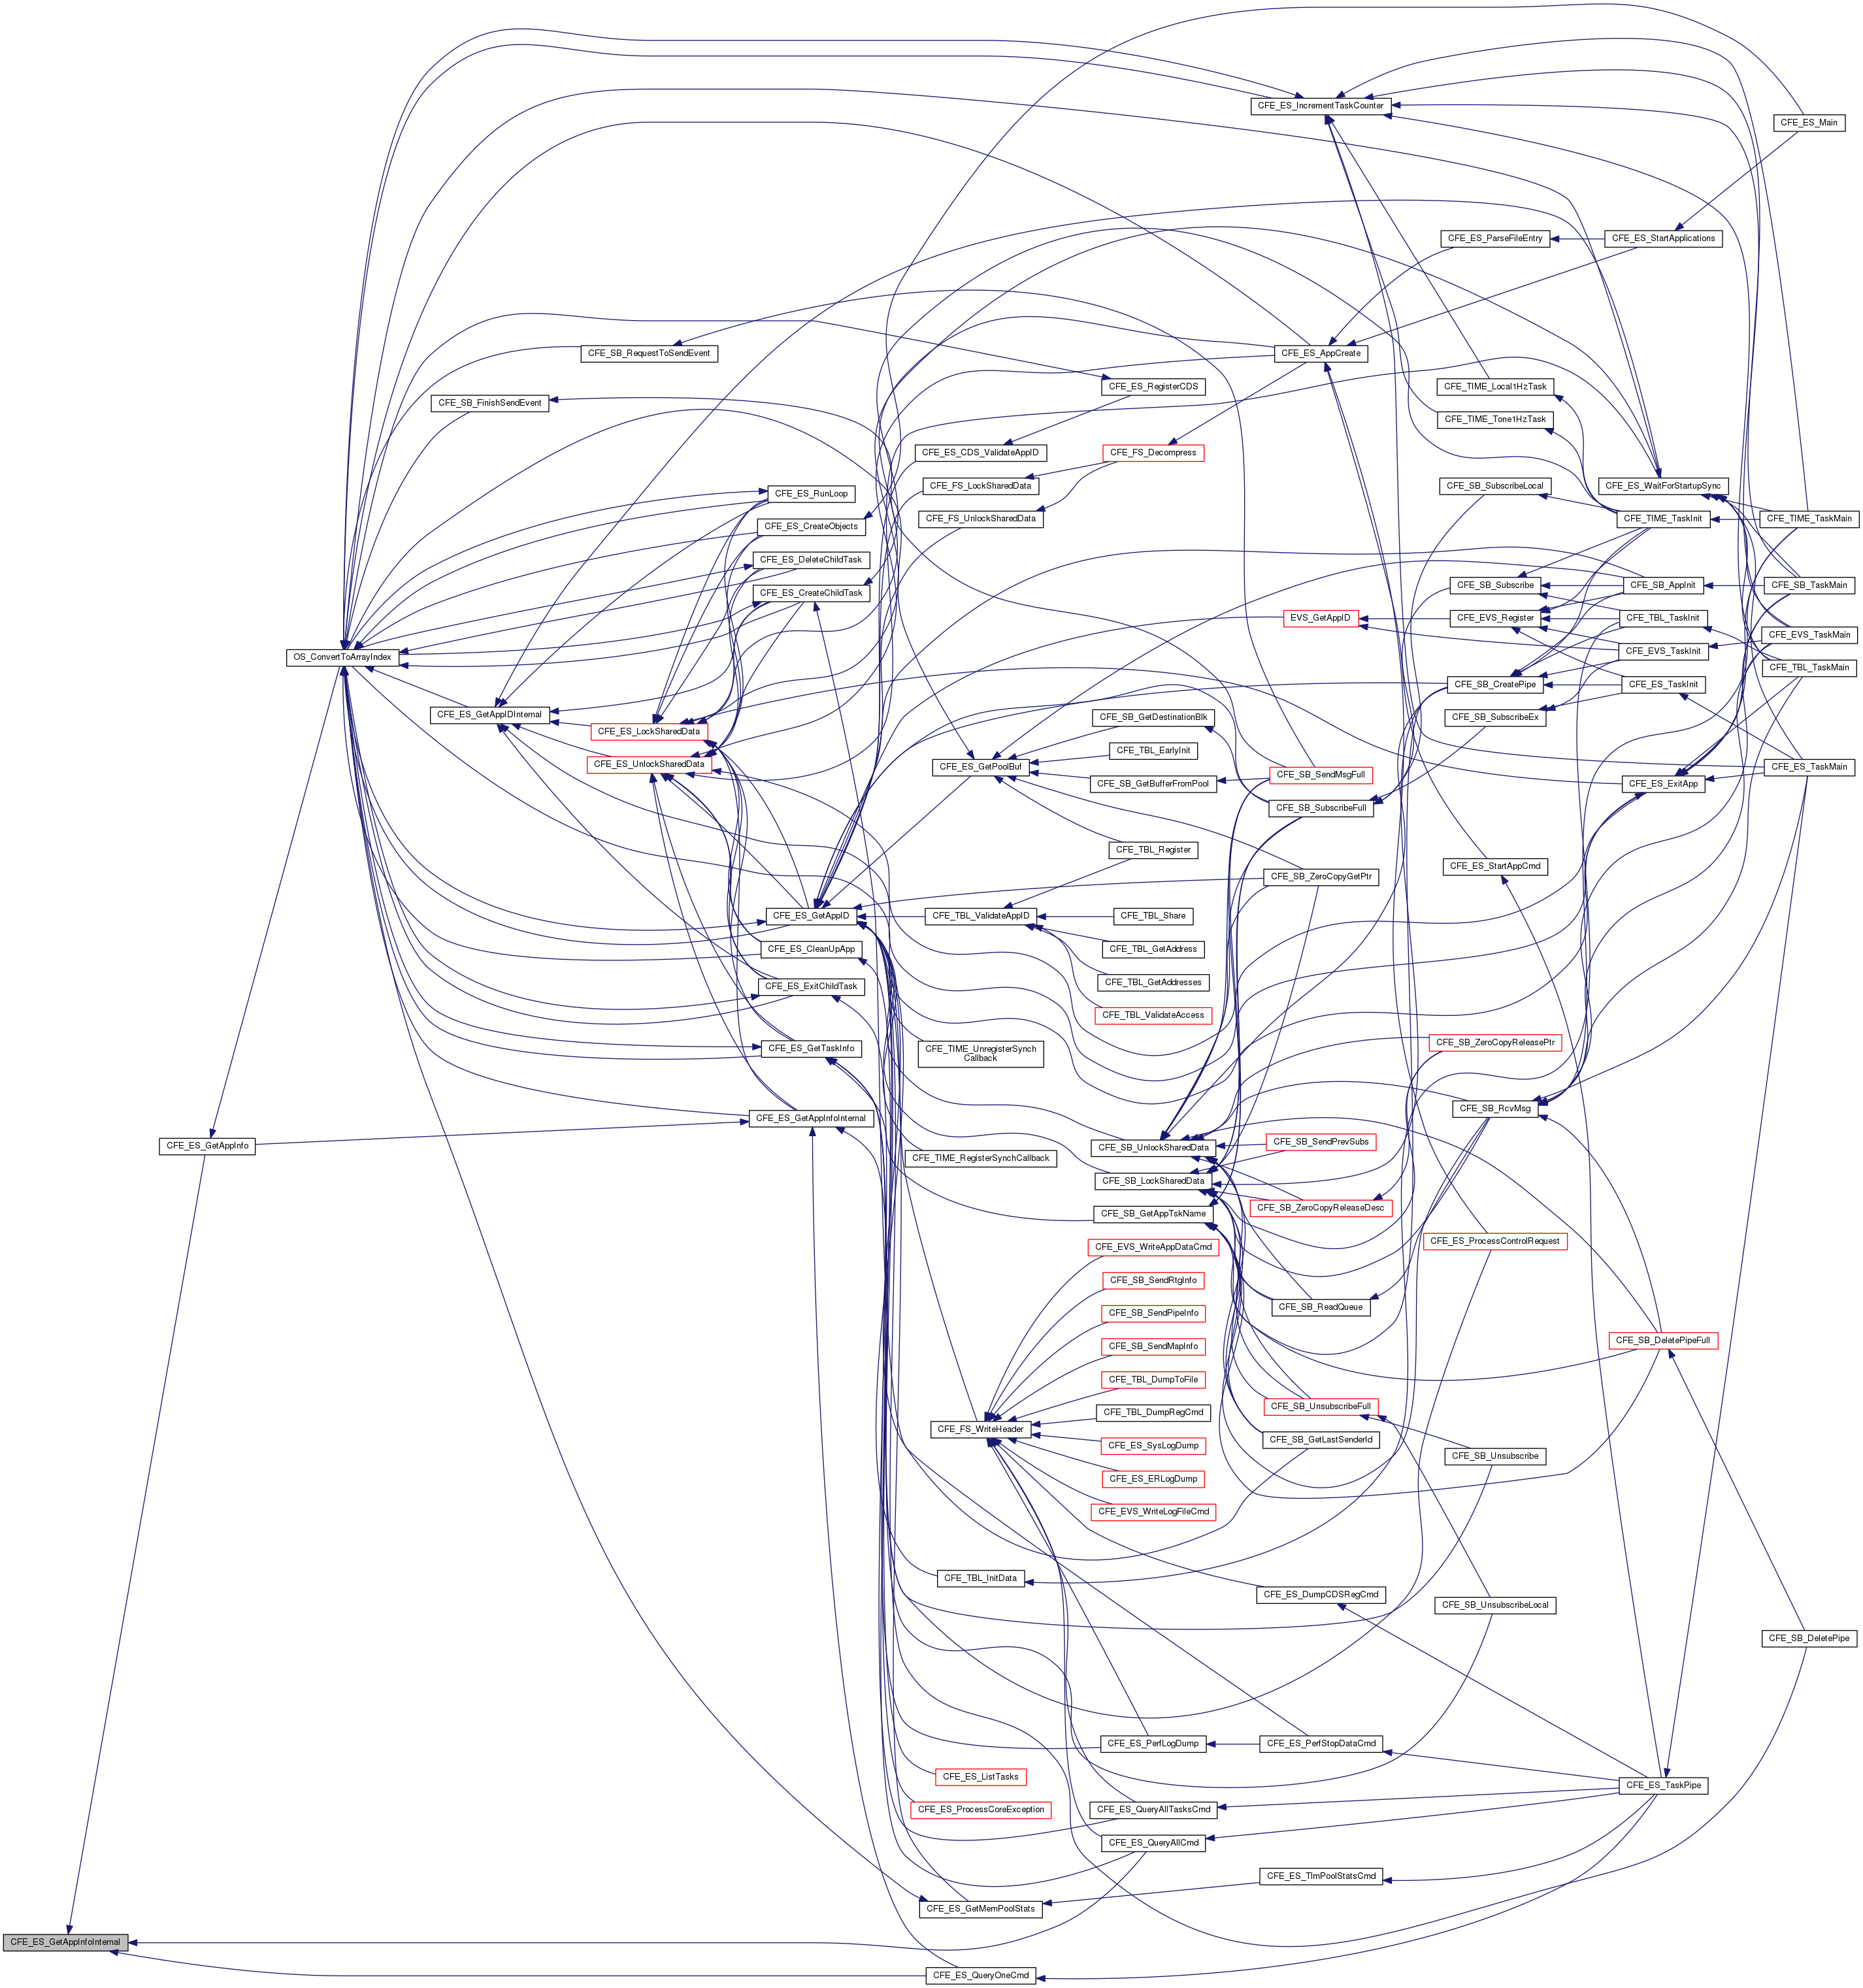 CFE_ES_IncrementTaskCounter
CFE_ES_Main
CFE_ES_ParseFileEntry
CFE_ES_StartApplications
CFE_SB_RequestToSendEvent
CFE_ES_AppCreate
CFE_ES_RegisterCDS
CFE_TIME_Local1HzTask
CFE_SB_FinishSendEvent
CFE_TIME_Tone1HzTask
CFE_ES_CDS_ValidateAppID
CFE_FS_Decompress
CFE_FS_LockSharedData
CFE_SB_SubscribeLocal
CFE_ES_WaitForStartupSync
CFE_ES_RunLoop
CFE_FS_UnlockSharedData
CFE_TIME_TaskInit
CFE_TIME_TaskMain
CFE_ES_CreateObjects
CFE_ES_DeleteChildTask
CFE_ES_CreateChildTask
CFE_SB_Subscribe
CFE_SB_AppInit
CFE_SB_TaskMain
EVS_GetAppID
CFE_EVS_Register
CFE_TBL_TaskInit
CFE_EVS_TaskMain
OS_ConvertToArrayIndex
CFE_EVS_TaskInit
CFE_TBL_TaskMain
CFE_SB_CreatePipe
CFE_ES_TaskInit
CFE_ES_GetAppIDInternal
CFE_SB_GetDestinationBlk
CFE_SB_SubscribeEx
CFE_ES_LockSharedData
CFE_TBL_EarlyInit
CFE_ES_UnlockSharedData
CFE_ES_GetPoolBuf
CFE_SB_SendMsgFull
CFE_ES_TaskMain
CFE_SB_GetBufferFromPool
CFE_ES_ExitApp
CFE_SB_SubscribeFull
CFE_TBL_Register
CFE_ES_StartAppCmd
CFE_SB_ZeroCopyGetPtr
CFE_ES_GetAppID
CFE_TBL_ValidateAppID
CFE_TBL_Share
CFE_ES_CleanUpApp
CFE_TBL_GetAddress
CFE_ES_ExitChildTask
CFE_TBL_GetAddresses
CFE_TBL_ValidateAccess
CFE_ES_GetTaskInfo
CFE_TIME_UnregisterSynch
Callback
CFE_SB_ZeroCopyReleasePtr
CFE_ES_GetAppInfoInternal
CFE_SB_RcvMsg
CFE_ES_GetAppInfo
CFE_SB_UnlockSharedData
CFE_SB_SendPrevSubs
CFE_TIME_RegisterSynchCallback
CFE_SB_LockSharedData
CFE_SB_ZeroCopyReleaseDesc
CFE_SB_GetAppTskName
CFE_EVS_WriteAppDataCmd
CFE_ES_ProcessControlRequest
CFE_SB_SendRtgInfo
CFE_SB_ReadQueue
CFE_SB_SendPipeInfo
CFE_SB_DeletePipeFull
CFE_SB_SendMapInfo
CFE_TBL_DumpToFile
CFE_SB_UnsubscribeFull
CFE_TBL_DumpRegCmd
CFE_FS_WriteHeader
CFE_SB_GetLastSenderId
CFE_ES_SysLogDump
CFE_SB_Unsubscribe
CFE_ES_ERLogDump
CFE_EVS_WriteLogFileCmd
CFE_TBL_InitData
CFE_ES_DumpCDSRegCmd
CFE_SB_UnsubscribeLocal
CFE_SB_DeletePipe
CFE_ES_PerfLogDump
CFE_ES_PerfStopDataCmd
CFE_ES_ListTasks
CFE_ES_TaskPipe
CFE_ES_ProcessCoreException
CFE_ES_QueryAllTasksCmd
CFE_ES_QueryAllCmd
CFE_ES_TlmPoolStatsCmd
CFE_ES_GetMemPoolStats
CFE_ES_GetAppInfoInternal
CFE_ES_QueryOneCmd